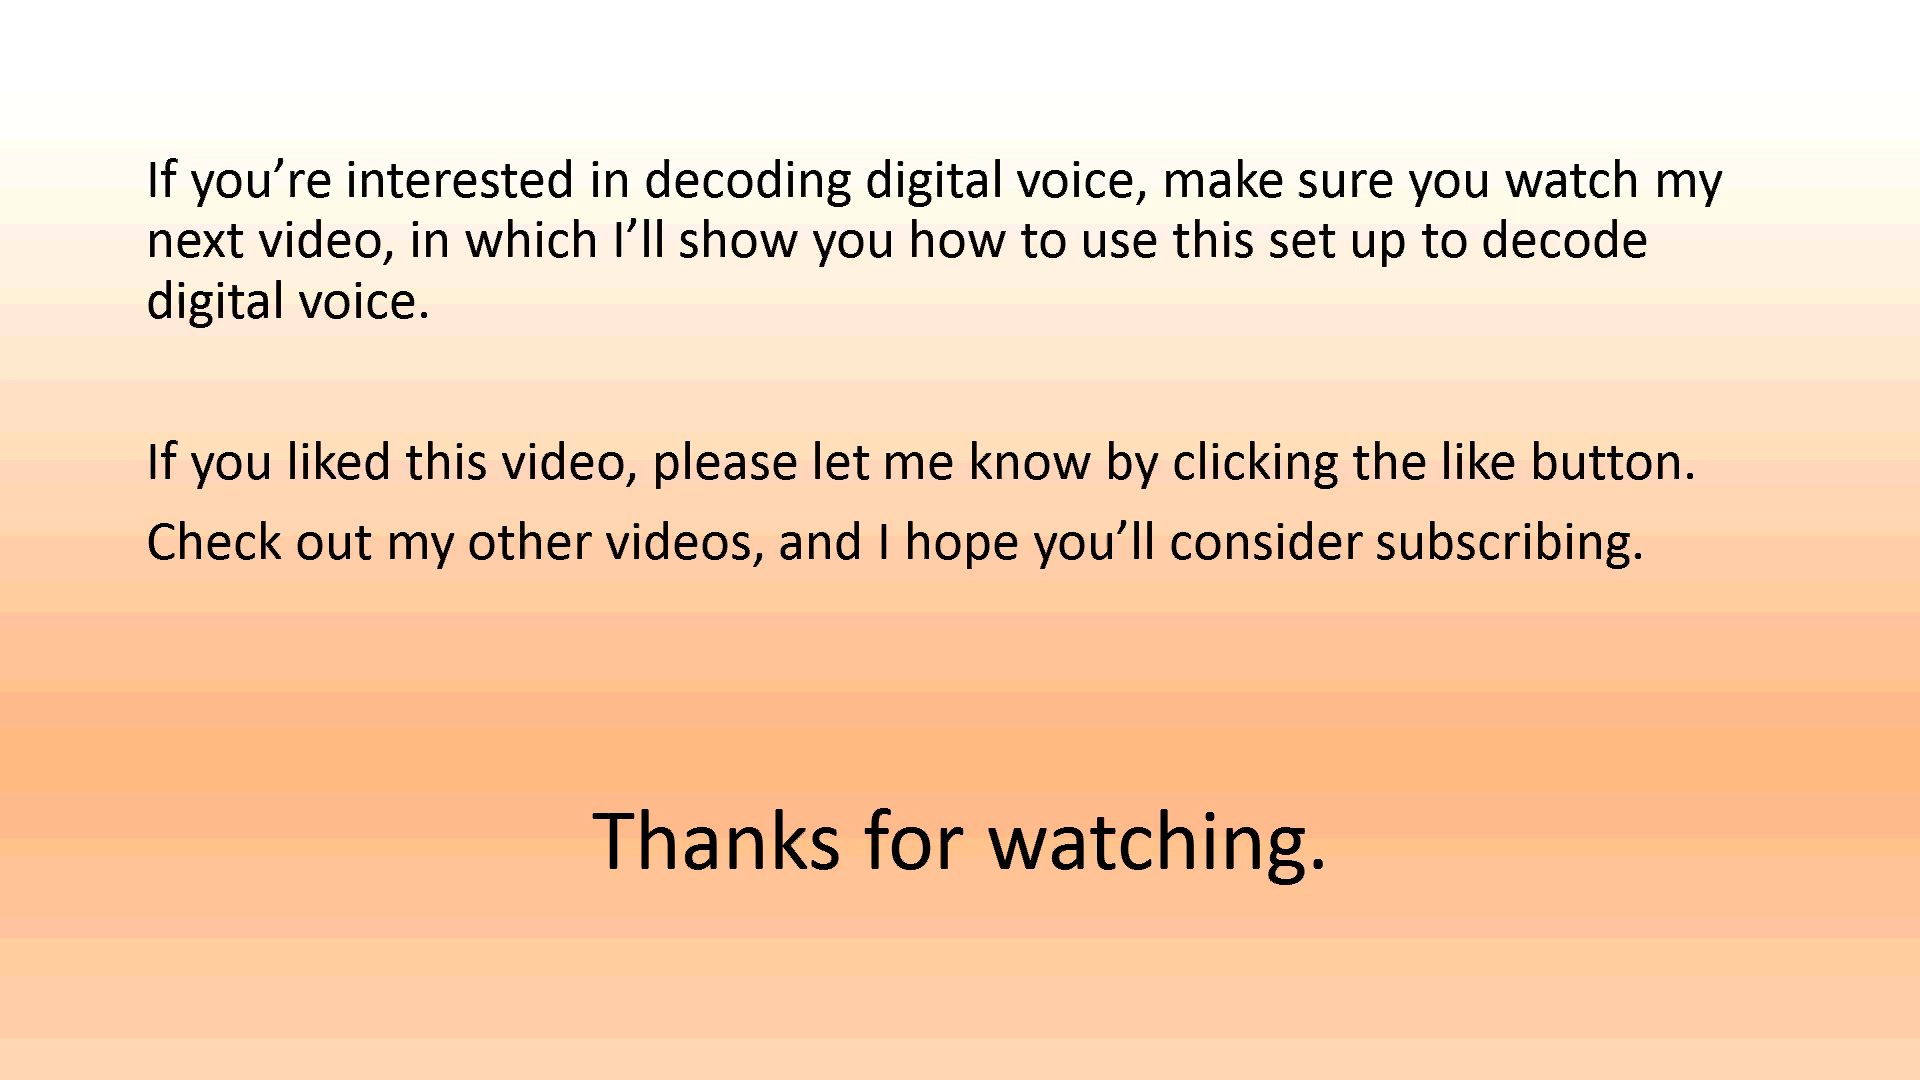 If you’re interested in decoding digital voice, make sure you watch my
next video, in which I’ll show you how to use this set up to decode
digital voice.
If you liked this video, please let me know by clicking the like button.
Check out my other videos, and I hope you’ll consider subscribing.
Thanks for watching.